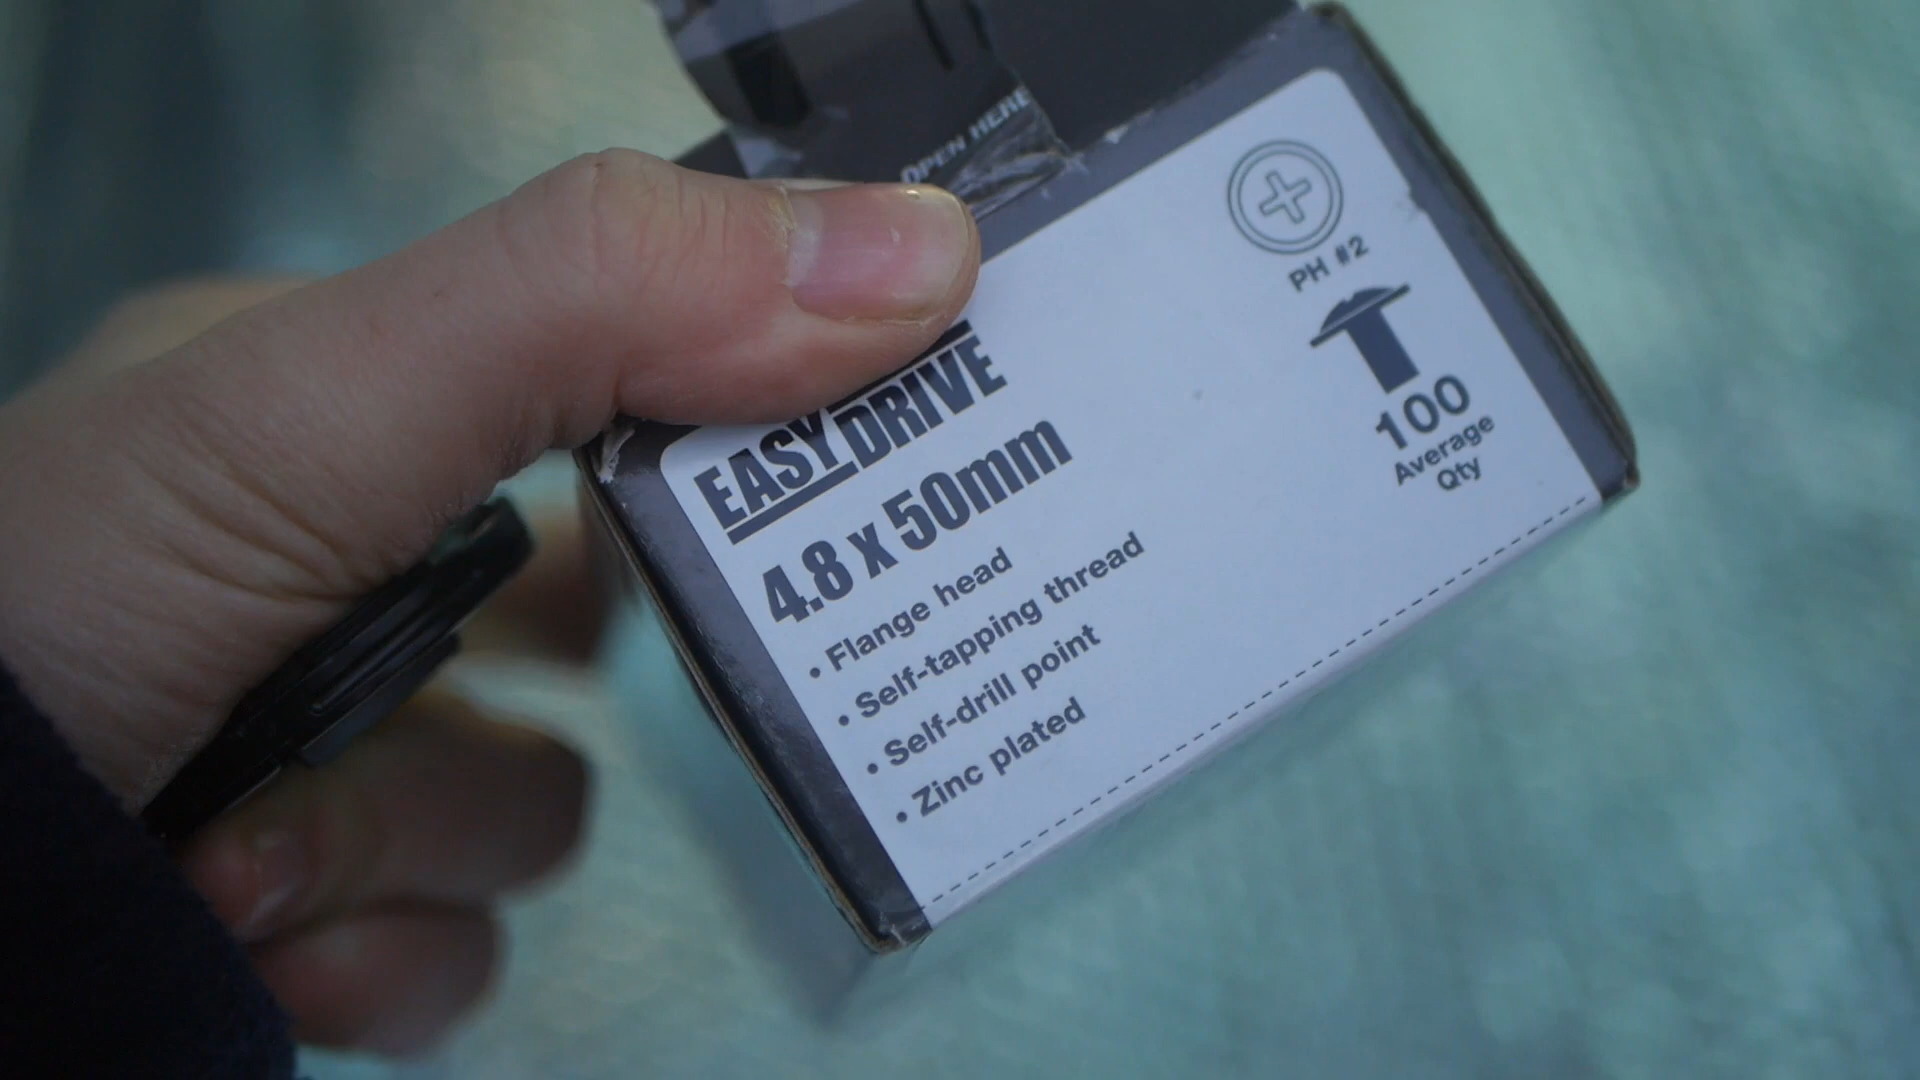 OPEN HERE
PH #2
100
Average
Qty
EASYDRIVE
4.8 x 50mm
• Flange head
• Self-tapping thread
• Self-drill point
• Zinc plated